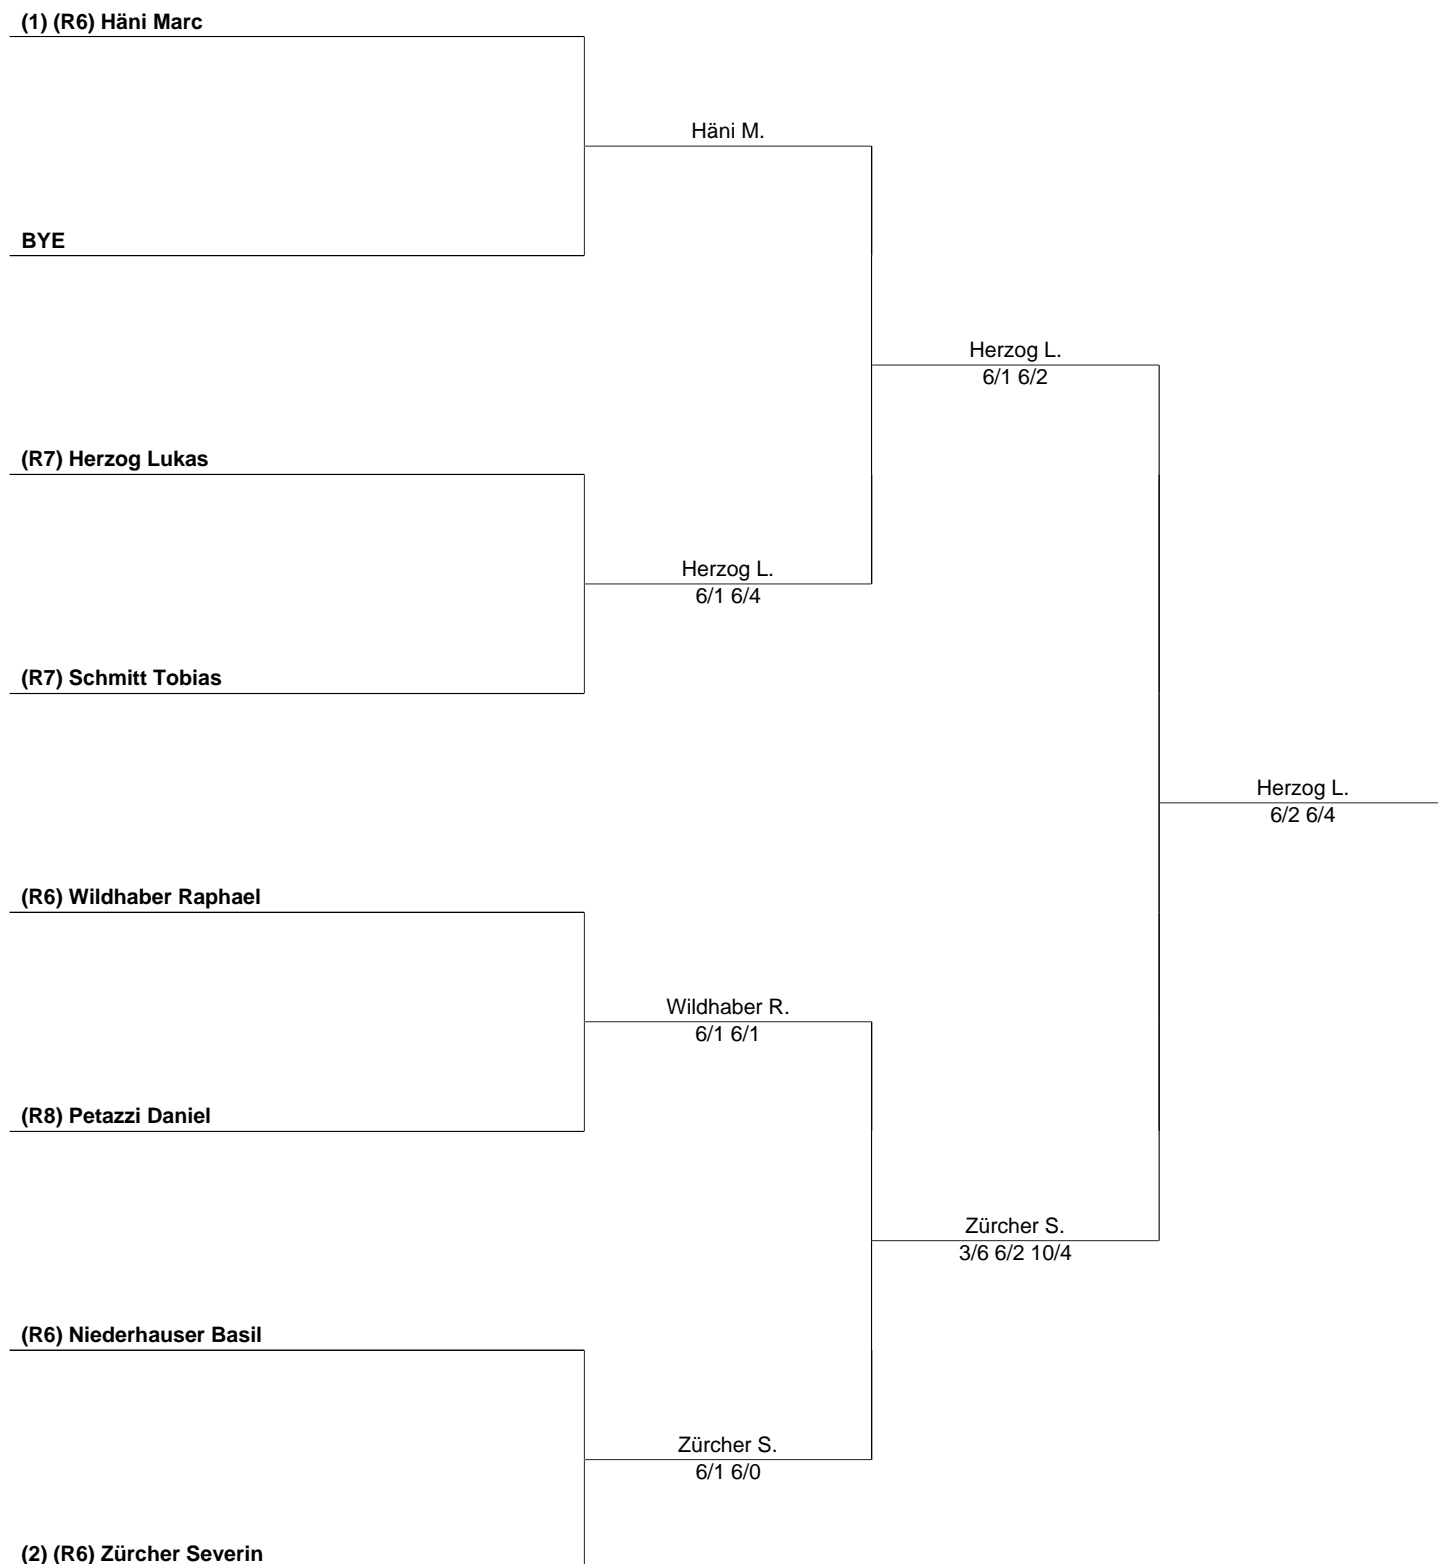 (1) (R6) Häni Marc
Häni M.
BYE
Herzog L.
6/1 6/2
(R7) Herzog Lukas
Herzog L.
6/1 6/4
(R7) Schmitt Tobias
Herzog L.
6/2 6/4
(R6) Wildhaber Raphael
Wildhaber R.
6/1 6/1
(R8) Petazzi Daniel
Zürcher S.
3/6 6/2 10/4
(R6) Niederhauser Basil
Zürcher S.
6/1 6/0
(2) (R6) Zürcher Severin